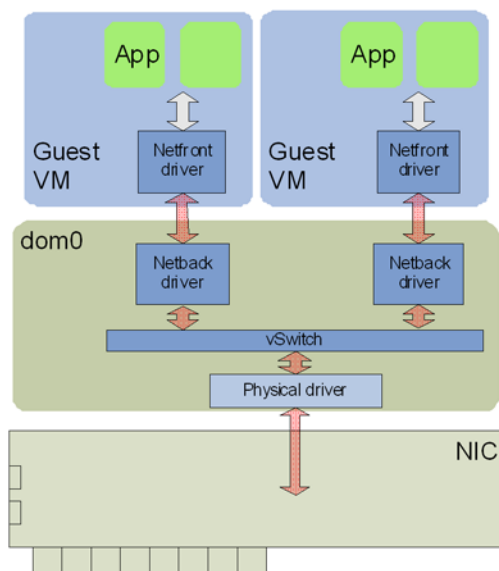 App
App
Guest
VM
Netfront
driver
Guest
VM
Netfront
driver
dom0
Netback
driver
Netback
driver
vSwitch
Physical driver
NIC